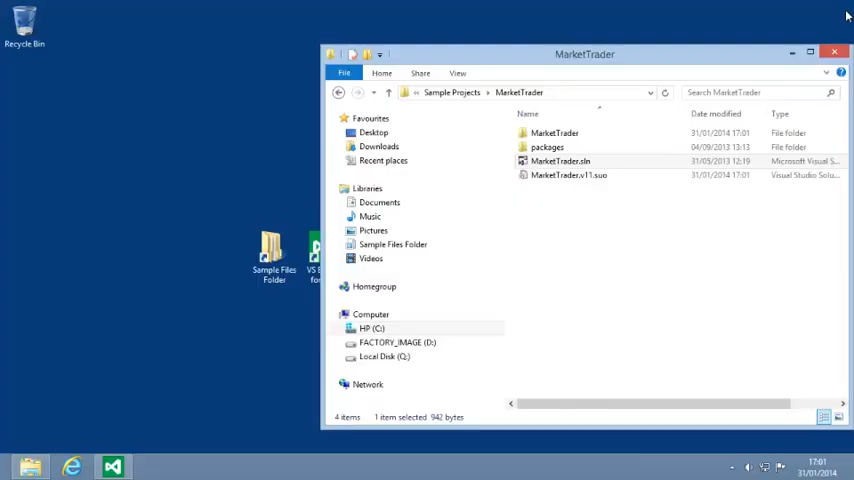 Recycle Bin
MarketTrader
File Home Share View
« Sample Projects MarketTrader Search MarketTrader
Name Date modified Type
Favourites
Desktop
Downloads
Recent places
Libraries
Documents
Music
Pictures
Sample Files Folder
Videos
Homegroup
Computer
HP (C:)
FACTORY_IMAGE (D:)
Local Disk (Q:)
Network
MarketTrader 31/01/2014 17:01 File folder
packages 04/09/2013 13:13 File folder
MarketTrader.sln 31/05/2013 12:19 Microsoft Visual S...
MarketTrader.v11.suo 31/01/2014 17:01 Visual Studio Solu...
Sample Files
Folder
VS
for
4 items 1 item selected 942 bytes
17:01
31/01/2014